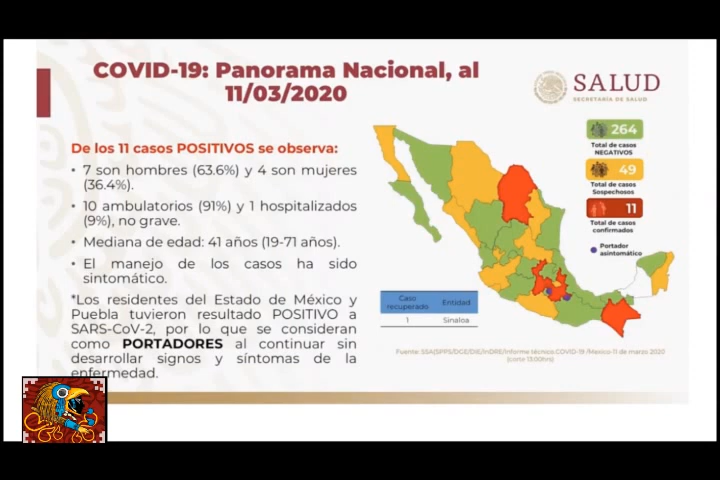 COVID-19: Panorama Nacional, al
11/03/2020
SALUD
SECRETARÍA DE SALUD
De los 11 casos POSITIVOS se observa:
• 7 son hombres (63.6%) y 4 son mujeres
(36.4%).
• 10 ambulatorios (91%) y 1 hospitalizados
(9%), no grave.
• Mediana de edad: 41 años (19-71 años).
• El manejo de los casos ha sido
sintomático.
*Los residentes del Estado de México y
Puebla tuvieron resultado POSITIVO a
SARS-CoV-2, por lo que se consideran
como PORTADORES al continuar sin
desarrollar signos y síntomas de la
enfermedad.
264
Total de casos
NEGATIVOS
49
Total de casos
Sospechosos
11
Total de casos
confirmados
Portador
asintomático
Caso
recuperado
Entidad
1
Sinaloa
Fuente: SSA(SPPS/DGE/DIE/InDRE/Informe técnico.COVID-19./Mexico-11 de marzo 2020
(corte 13:00hrs)